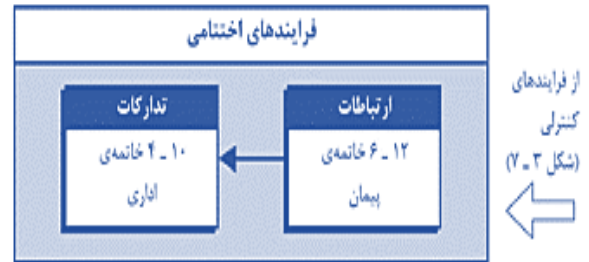 فرایندهای اختتامی
از فرایندهای
کنترلی
(شکل ۳ ـ ۷)
ارتباطات
۱۲ ـ ۶ خاتمه‌ی
پیمان
تدارکات
۱۰ ـ ۴ خاتمه‌ی
اداری